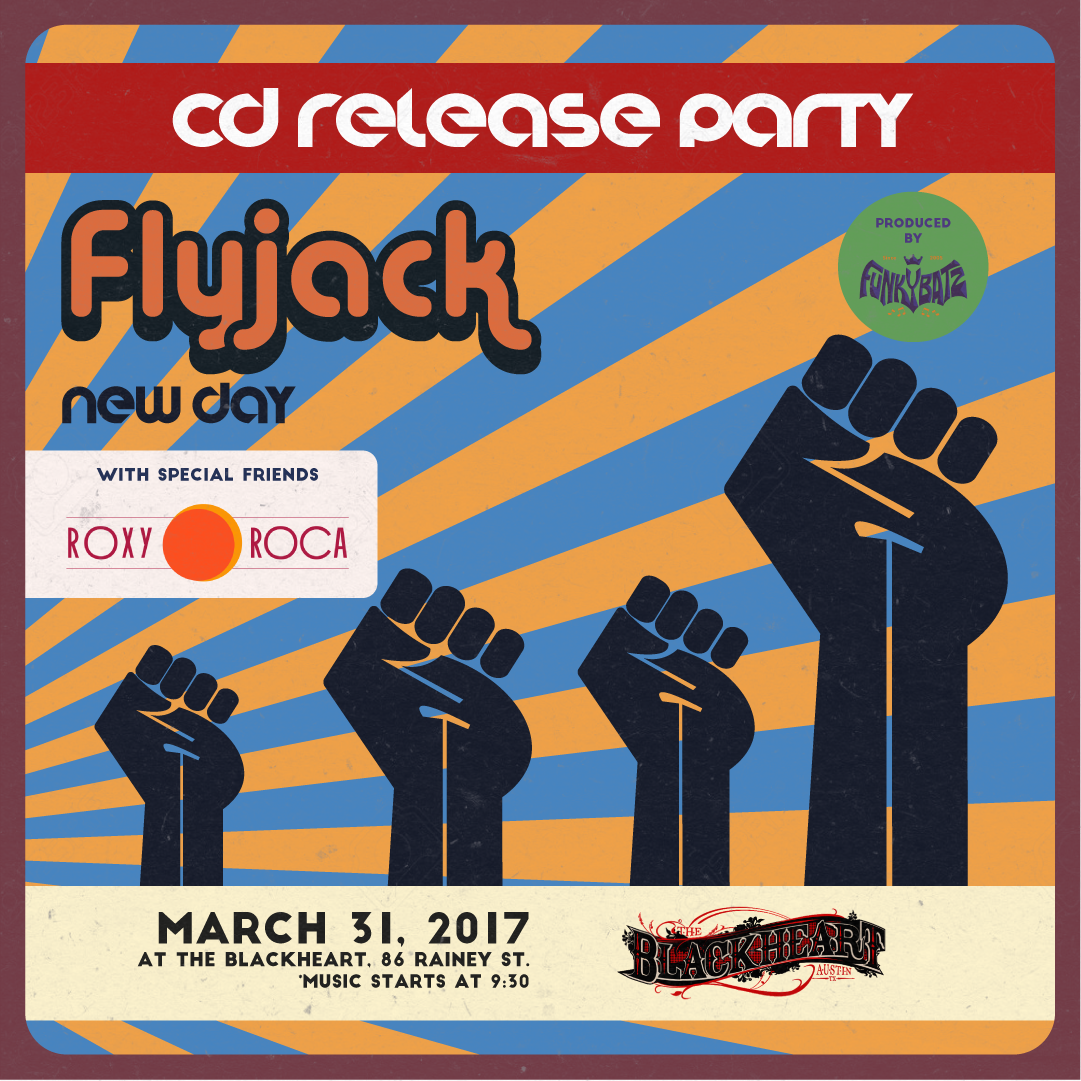 cd release party
Flyjack
new day
PRODUCED
BY
FUNKYBATZ
WITH SPECIAL FRIENDS
ROXY ROCA
MARCH 31, 2017
AT THE BLACKHEART, 86 RAINEY ST.
*MUSIC STARTS AT 9:30
THE
BLACKHEART
AUSTIN
TX